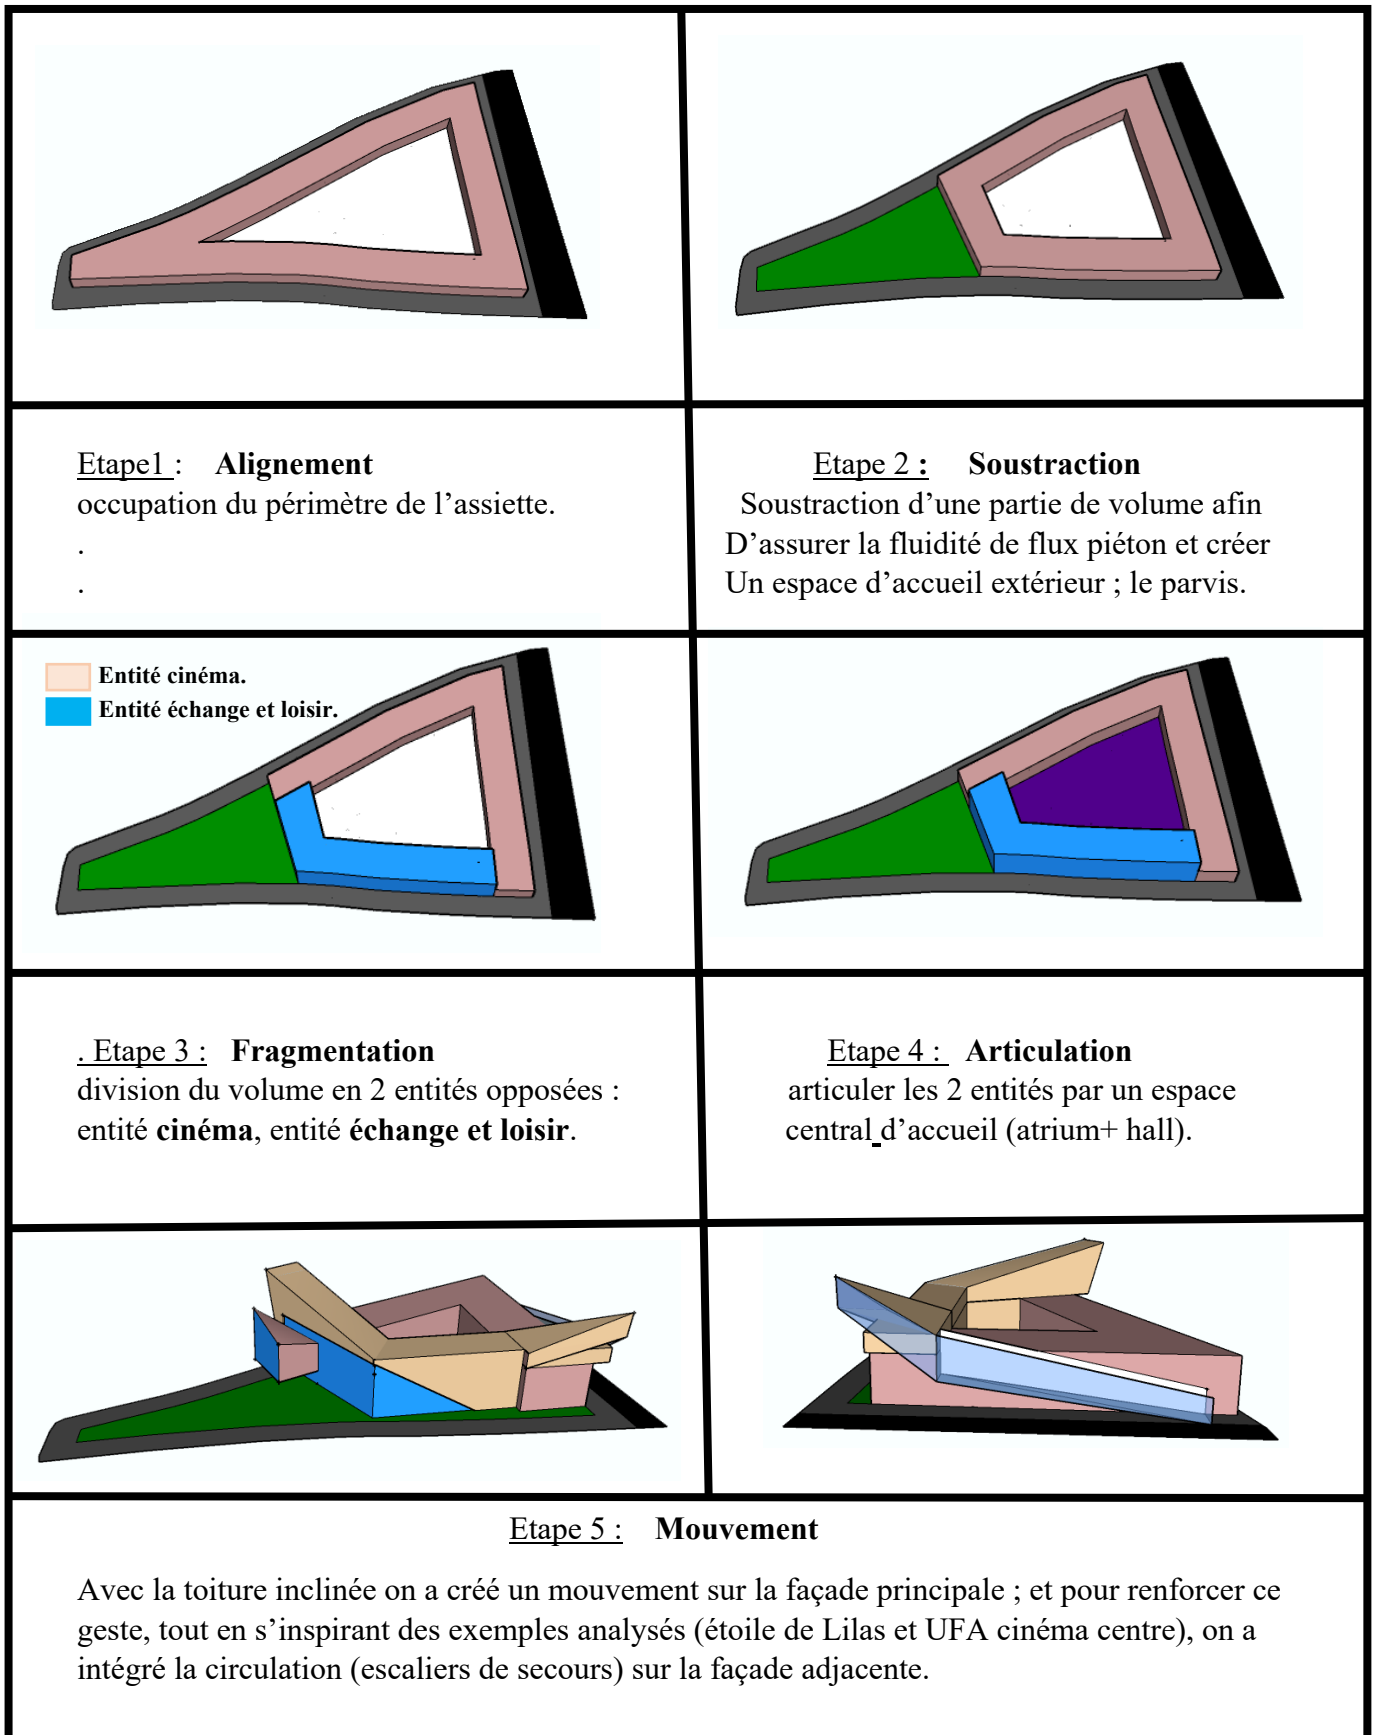 Etape1 : Alignement
occupation du périmètre de l’assiette.
.
.
Etape 2 : Soustraction
Soustraction d’une partie de volume afin
D’assurer la fluidité de flux piéton et créer
Un espace d’accueil extérieur ; le parvis.
Entité cinéma.
Entité échange et loisir.
. Etape 3 : Fragmentation
division du volume en 2 entités opposées :
entité cinéma, entité échange et loisir.
Etape 4 : Articulation
articuler les 2 entités par un espace
central d’accueil (atrium+ hall).
Etape 5 : Mouvement
Avec la toiture inclinée on a créé un mouvement sur la façade principale ; et pour renforcer ce
geste, tout en s’inspirant des exemples analysés (étoile de Lilas et UFA cinéma centre), on a
intégré la circulation (escaliers de secours) sur la façade adjacente.